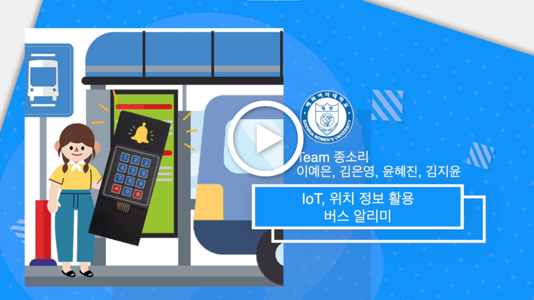 Team 종소리
이예은, 김은영, 윤혜진, 김지윤
IoT, 위치 정보 활용
버스 알리미